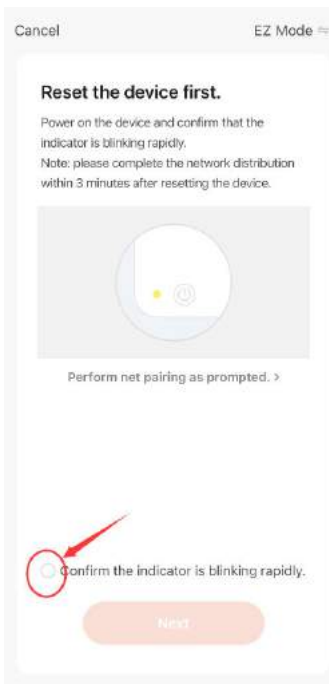 Cancel
EZ Mode
Reset the device first.
Power on the device and confirm that the
indicator is blinking rapidly.
Note: please complete the network distribution
within 3 minutes after resetting the device.
Perform net pairing as prompted. >
Confirm the indicator is blinking rapidly.
Next